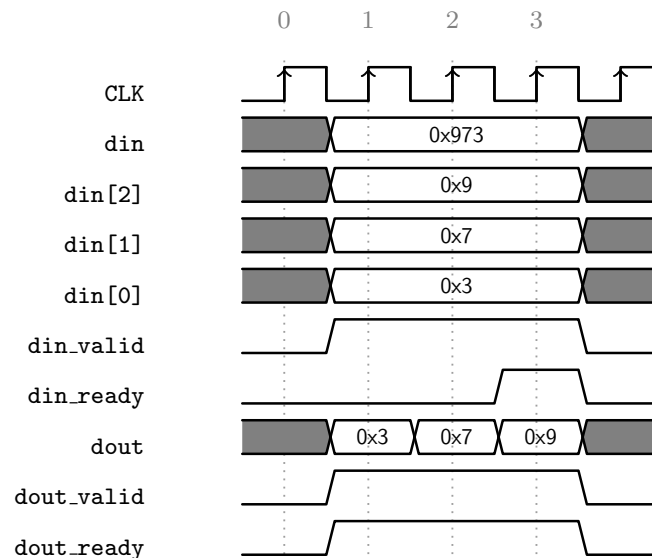 0 1 2 3
CLK
din 0x973
din[2] 0x9
din[1] 0x7
din[0] 0x3
din_valid
din_ready
dout 0x3 0x7 0x9
dout_valid
dout_ready